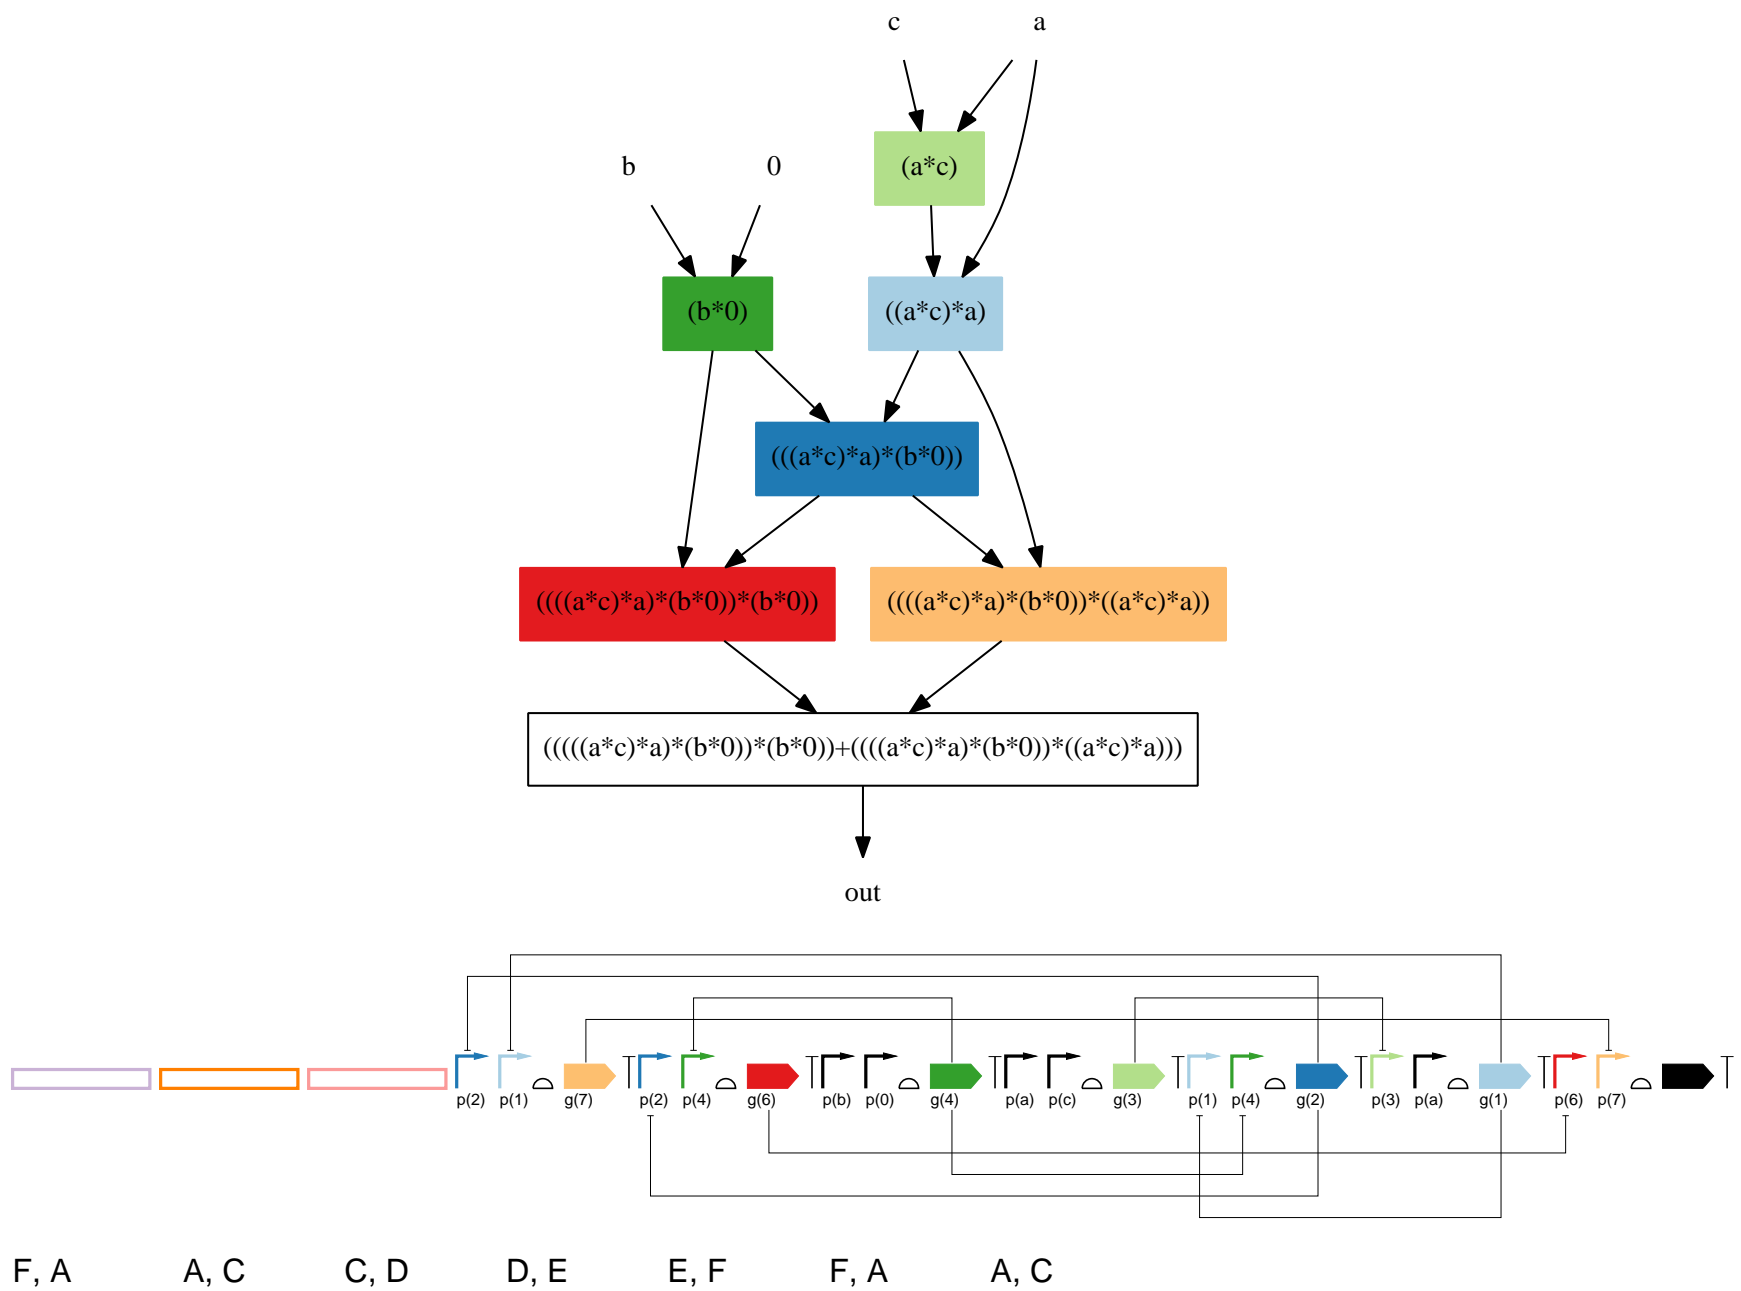 c a
(a*c)
b 0
(b*0) ((a*c)*a)
(((a*c)*a)*(b*0))
((((a*c)*a)*(b*0))*(b*0)) ((((a*c)*a)*(b*0))*((a*c)*a))
(((((a*c)*a)*(b*0))*(b*0))+((((a*c)*a)*(b*0))*((a*c)*a)))
out
p(2) p(1) g(7) p(2) p(4) g(6) p(b) p(0) g(4) p(a) p(c) g(3) p(1) p(4) g(2) p(3) p(a) g(1) p(6) p(7)
F, A A, C C, D D, E E, F F, A A, C